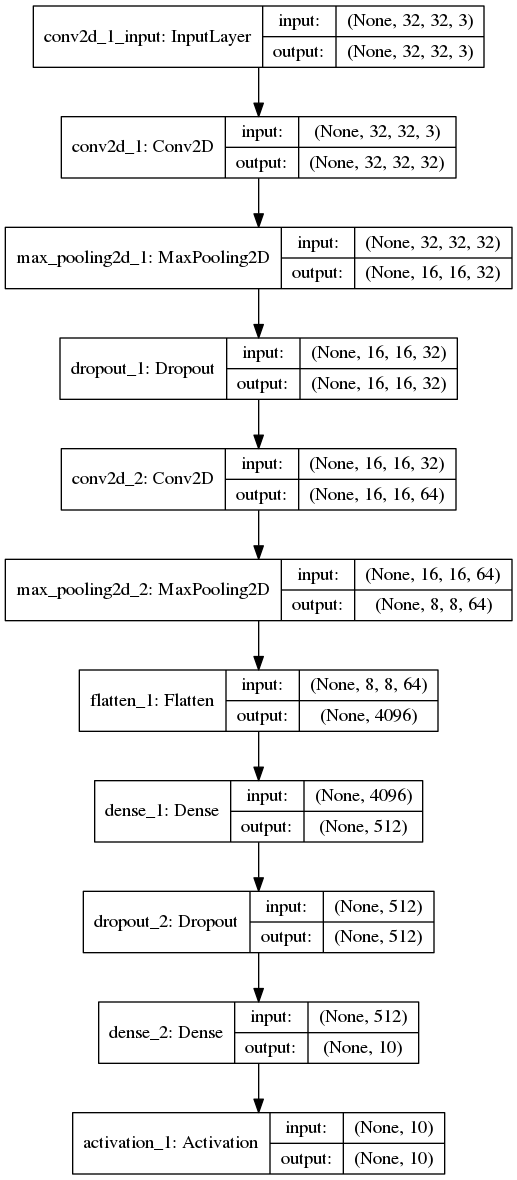 conv2d_1_input: InputLayer input: (None, 32, 32, 3)
output: (None, 32, 32, 3)
conv2d_1: Conv2D input: (None, 32, 32, 3)
output: (None, 32, 32, 32)
max_pooling2d_1: MaxPooling2D input: (None, 32, 32, 32)
output: (None, 16, 16, 32)
dropout_1: Dropout input: (None, 16, 16, 32)
output: (None, 16, 16, 32)
conv2d_2: Conv2D input: (None, 16, 16, 32)
output: (None, 16, 16, 64)
max_pooling2d_2: MaxPooling2D input: (None, 16, 16, 64)
output: (None, 8, 8, 64)
flatten_1: Flatten input: (None, 8, 8, 64)
output: (None, 4096)
dense_1: Dense input: (None, 4096)
output: (None, 512)
dropout_2: Dropout input: (None, 512)
output: (None, 512)
dense_2: Dense input: (None, 512)
output: (None, 10)
activation_1: Activation input: (None, 10)
output: (None, 10)